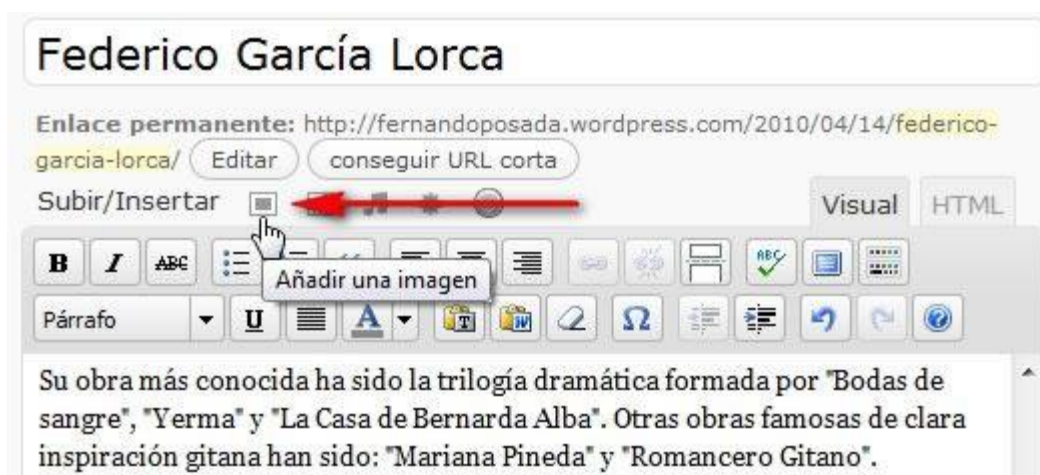 Federico García Lorca
Enlace permanente: http://fernandoposada.wordpress.com/2010/04/14/federico-
garcia-lorca/ Editar conseguir URL corta
Subir/Insertar Visual HTML
B I ABC ABC
Añadir una imagen
Párrafo U A T W Ω
Su obra más conocida ha sido la trilogía dramática formada por "Bodas de
sangre", "Yerma" y "La Casa de Bernarda Alba". Otras obras famosas de clara
inspiración gitana han sido: "Mariana Pineda" y "Romancero Gitano".